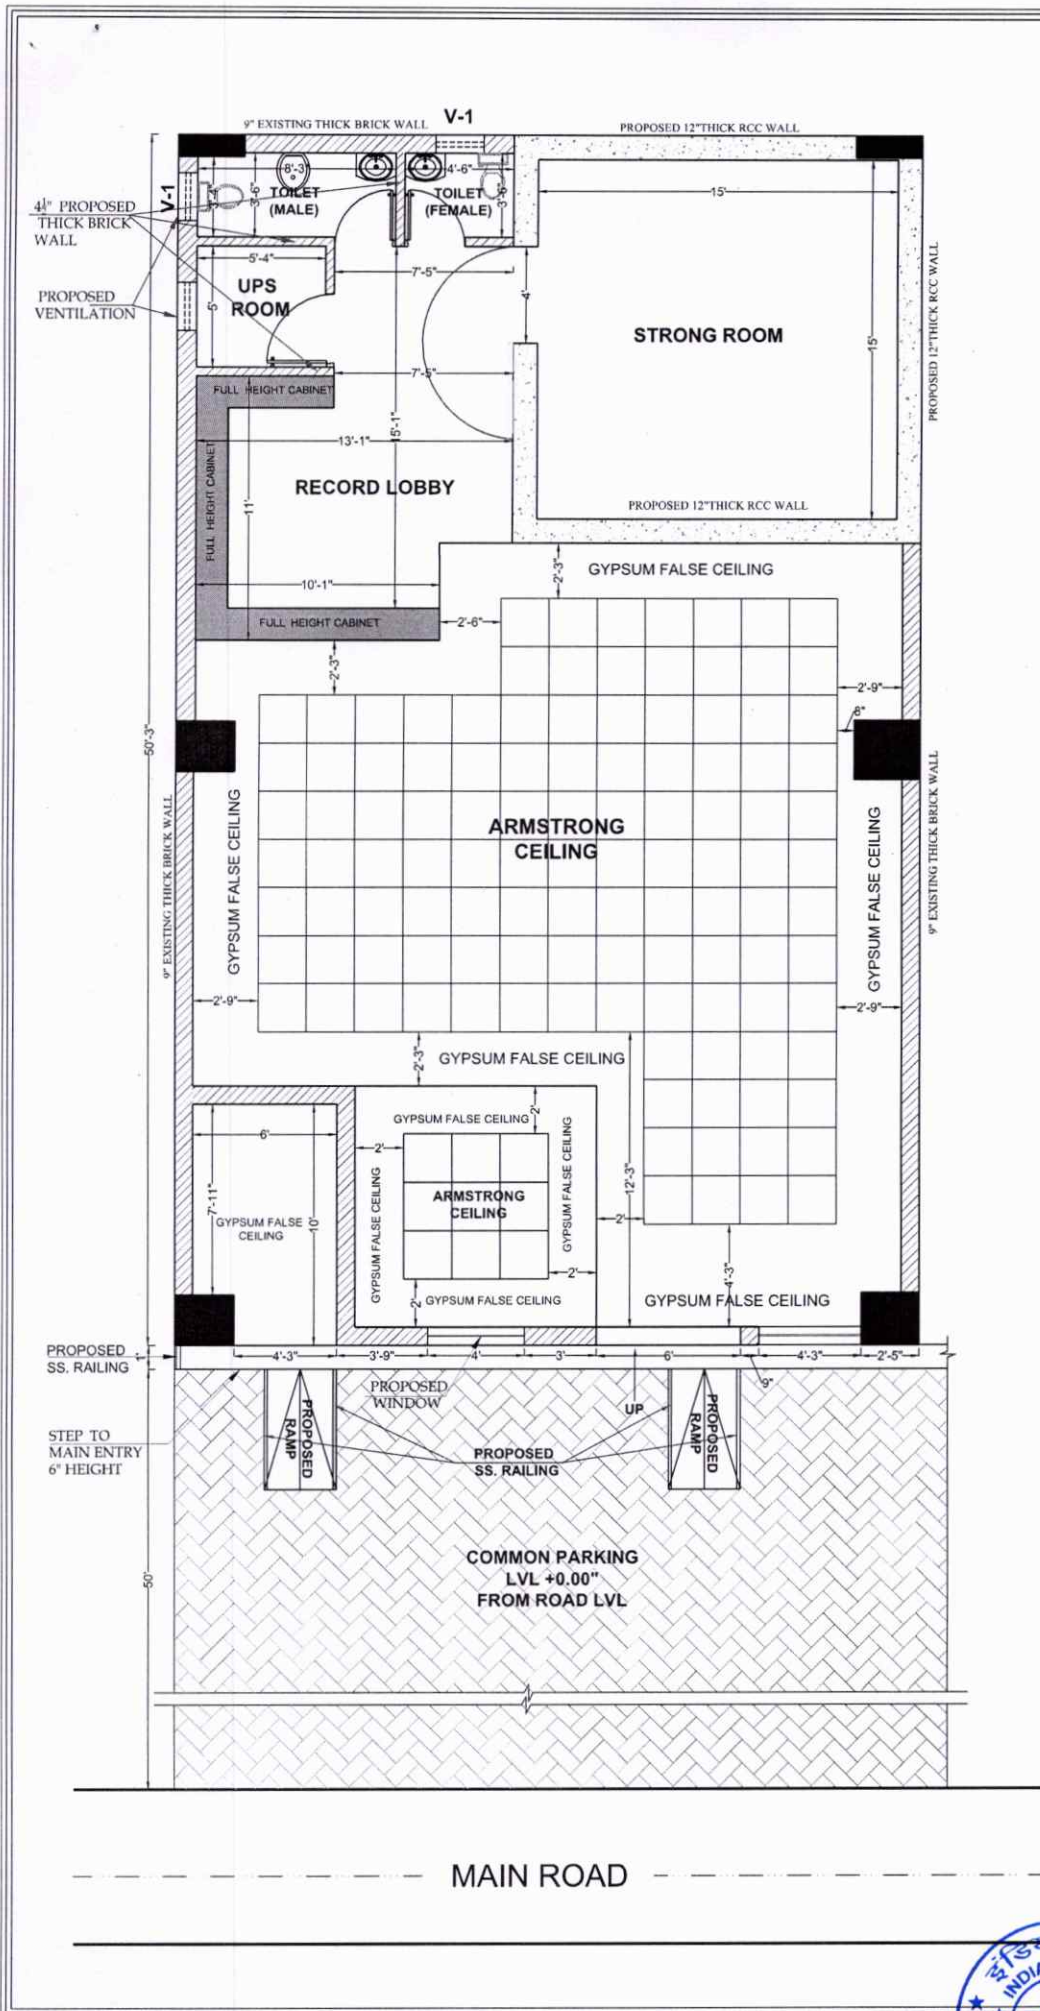 V-1
9" EXISTING THICK BRICK WALL
PROPOSED 12"THICK RCC WALL
8'-3"
4'-6"
3'-4"
3'-6"
3'-6"
15'
V-1
TOILET
(MALE)
TOILET
(FEMALE)
4½" PROPOSED
THICK BRICK
WALL
5'-4"
7'-5"
UPS
ROOM
5'
4'
PROPOSED
VENTILATION
STRONG ROOM
15'
PROPOSED 12"THICK RCC WALL
7'-5"
FULL HEIGHT CABINET
15'-1"
13'-1"
FULL HEIGHT CABINET
RECORD LOBBY
11'
PROPOSED 12"THICK RCC WALL
2'-3"
GYPSUM FALSE CEILING
10'-1"
FULL HEIGHT CABINET
2'-6"
2'-3"
2'-9"
6"
50'-3"
9" EXISTING THICK BRICK WALL
GYPSUM FALSE CEILING
ARMSTRONG
CEILING
GYPSUM FALSE CEILING
9" EXISTING THICK BRICK WALL
2'-9"
2'-9"
2'-3"
GYPSUM FALSE CEILING
6'
GYPSUM FALSE CEILING
2'
2'
GYPSUM FALSE CEILING
GYPSUM FALSE CEILING
7'-11"
10'
12'-3"
ARMSTRONG
CEILING
GYPSUM FALSE
CEILING
2'
2'
4'-3"
2'
GYPSUM FALSE CEILING
GYPSUM FALSE CEILING
PROPOSED
SS. RAILING
4'-3"
3'-9"
4'
3'
6'
9"
4'-3"
2'-5"
PROPOSED
WINDOW
UP
PROPOSED
RAMP
PROPOSED
RAMP
STEP TO
MAIN ENTRY
6" HEIGHT
PROPOSED
SS. RAILING
COMMON PARKING
LVL +0.00"
FROM ROAD LVL
50'
MAIN ROAD
INDIA